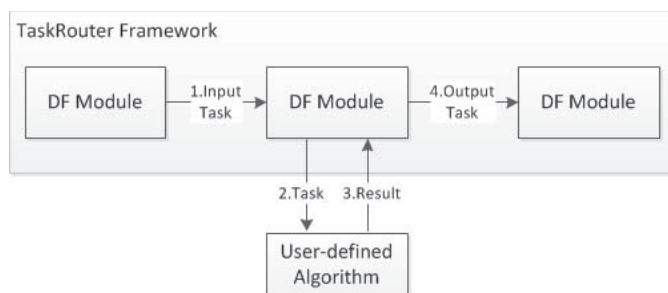 TaskRouter Framework
DF Module
1.Input
Task
DF Module
4.Output
Task
DF Module
2.Task
3.Result
User-defined
Algorithm